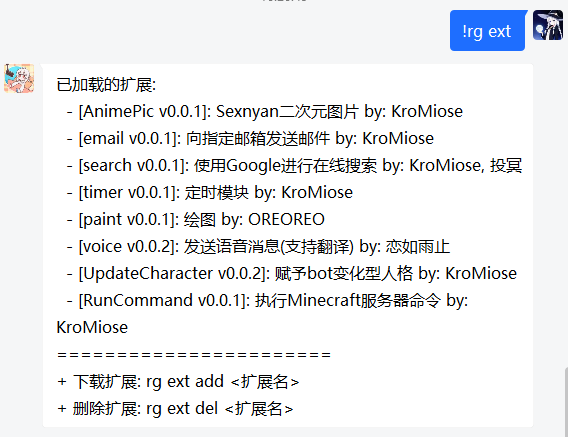 !rg ext
已加载的扩展:
- [AnimePic v0.0.1]: Sexnyan二次元图片 by: KroMiose
- [email v0.0.1]: 向指定邮箱发送邮件 by: KroMiose
- [search v0.0.1]: 使用Google进行在线搜索 by: KroMiose, 投冥
- [timer v0.0.1]: 定时模块 by: KroMiose
- [paint v0.0.1]: 绘图 by: OREOREO
- [voice v0.0.2]: 发送语音消息(支持翻译) by: 恋如雨止
- [UpdateCharacter v0.0.2]: 赋予bot变化型人格 by: KroMiose
- [RunCommand v0.0.1]: 执行Minecraft服务器命令 by:
KroMiose
=======================
+ 下载扩展: rg ext add <扩展名>
+ 删除扩展: rg ext del <扩展名>